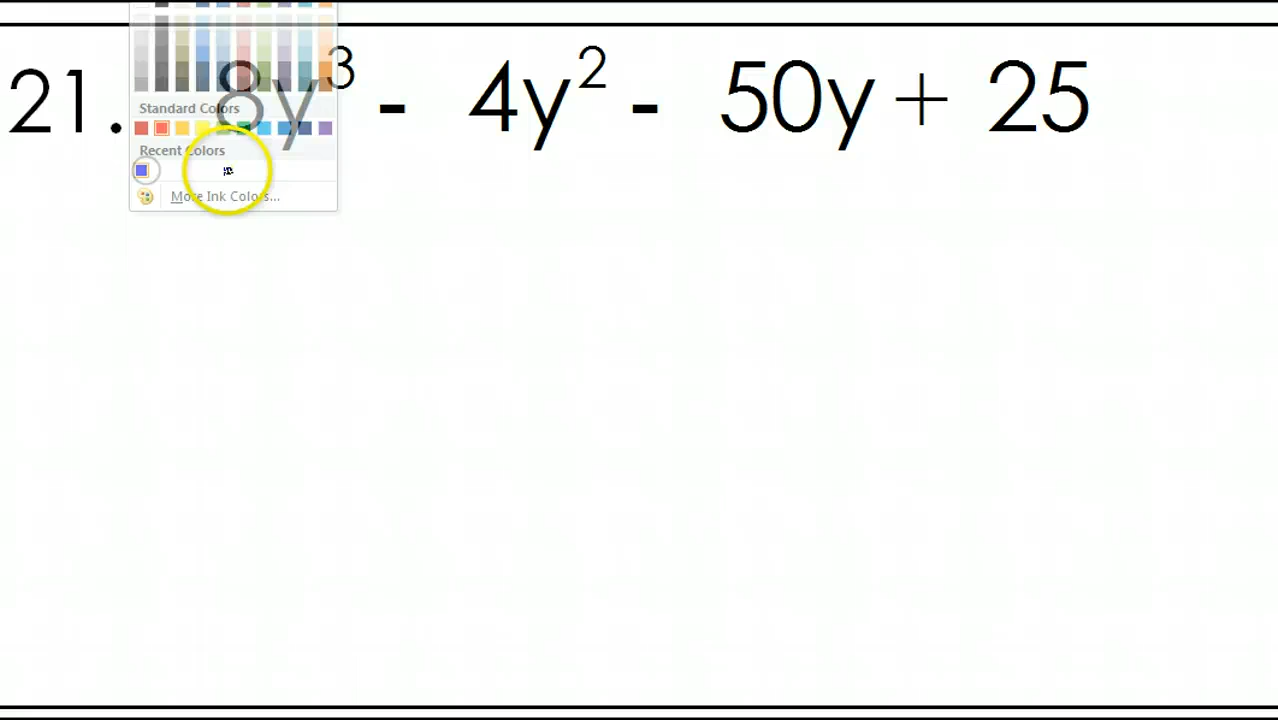 21. 8y³ - 4y² - 50y + 25
Standard Colors
Recent Colors
More Ink Colors...